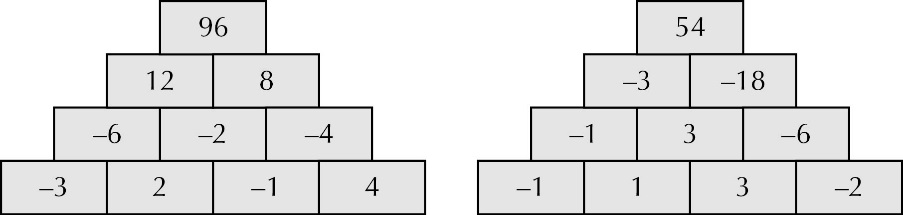 96 54
12 8 –3 –18
–6 –2 –4 –1 3 –6
–3 2 –1 4 –1 1 3 –2